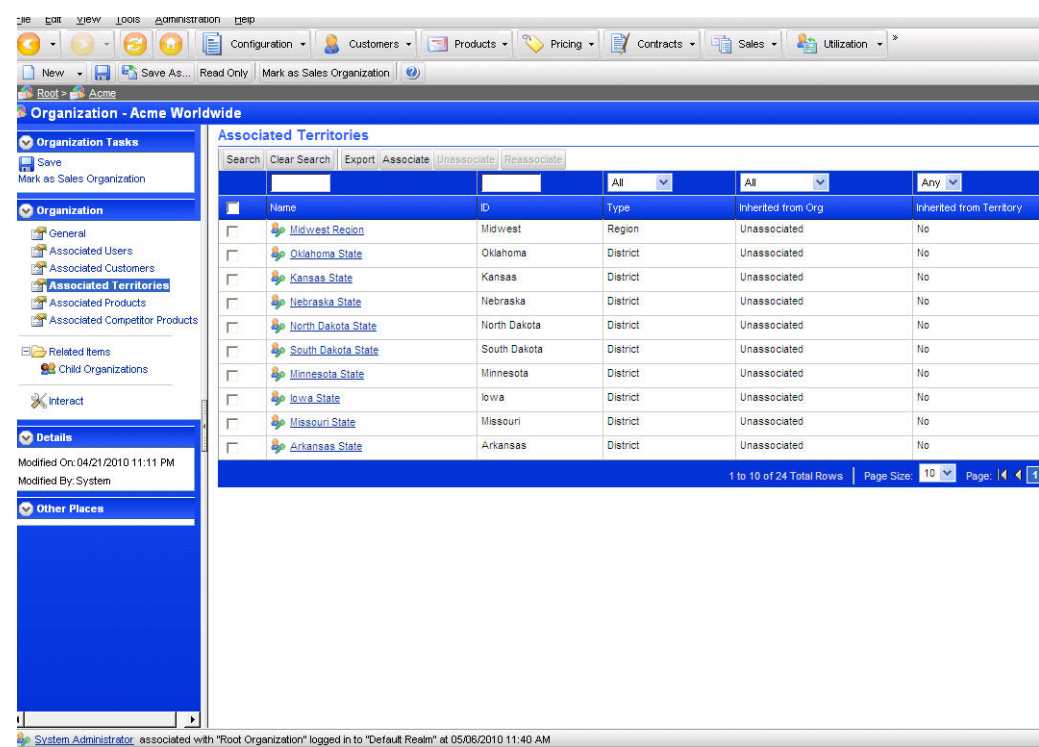 File Edit View Tools Administration Help
Configuration Customers Products Pricing Contracts Sales Utilization »
New Save As... Read Only Mark as Sales Organization
Root > Acme
Organization - Acme Worldwide
Organization Tasks
Save
Mark as Sales Organization
Organization
General
Associated Users
Associated Customers
Associated Territories
Associated Products
Associated Competitor Products
Related Items
Child Organizations
Interact
Details
Modified On: 04/21/2010 11:11 PM
Modified By: System
Other Places
Associated Territories
Search Clear Search Export Associate Unassociate Reassociate
All All Any
Name ID Type Inherited from Org Inherited from Territory
Midwest Region Midwest Region Unassociated No
Oklahoma State Oklahoma District Unassociated No
Kansas State Kansas District Unassociated No
Nebraska State Nebraska District Unassociated No
North Dakota State North Dakota District Unassociated No
South Dakota State South Dakota District Unassociated No
Minnesota State Minnesota District Unassociated No
Iowa State Iowa District Unassociated No
Missouri State Missouri District Unassociated No
Arkansas State Arkansas District Unassociated No
1 to 10 of 24 Total Rows Page Size: 10 Page: 1
System Administrator associated with "Root Organization" logged in to "Default Realm" at 05/06/2010 11:40 AM